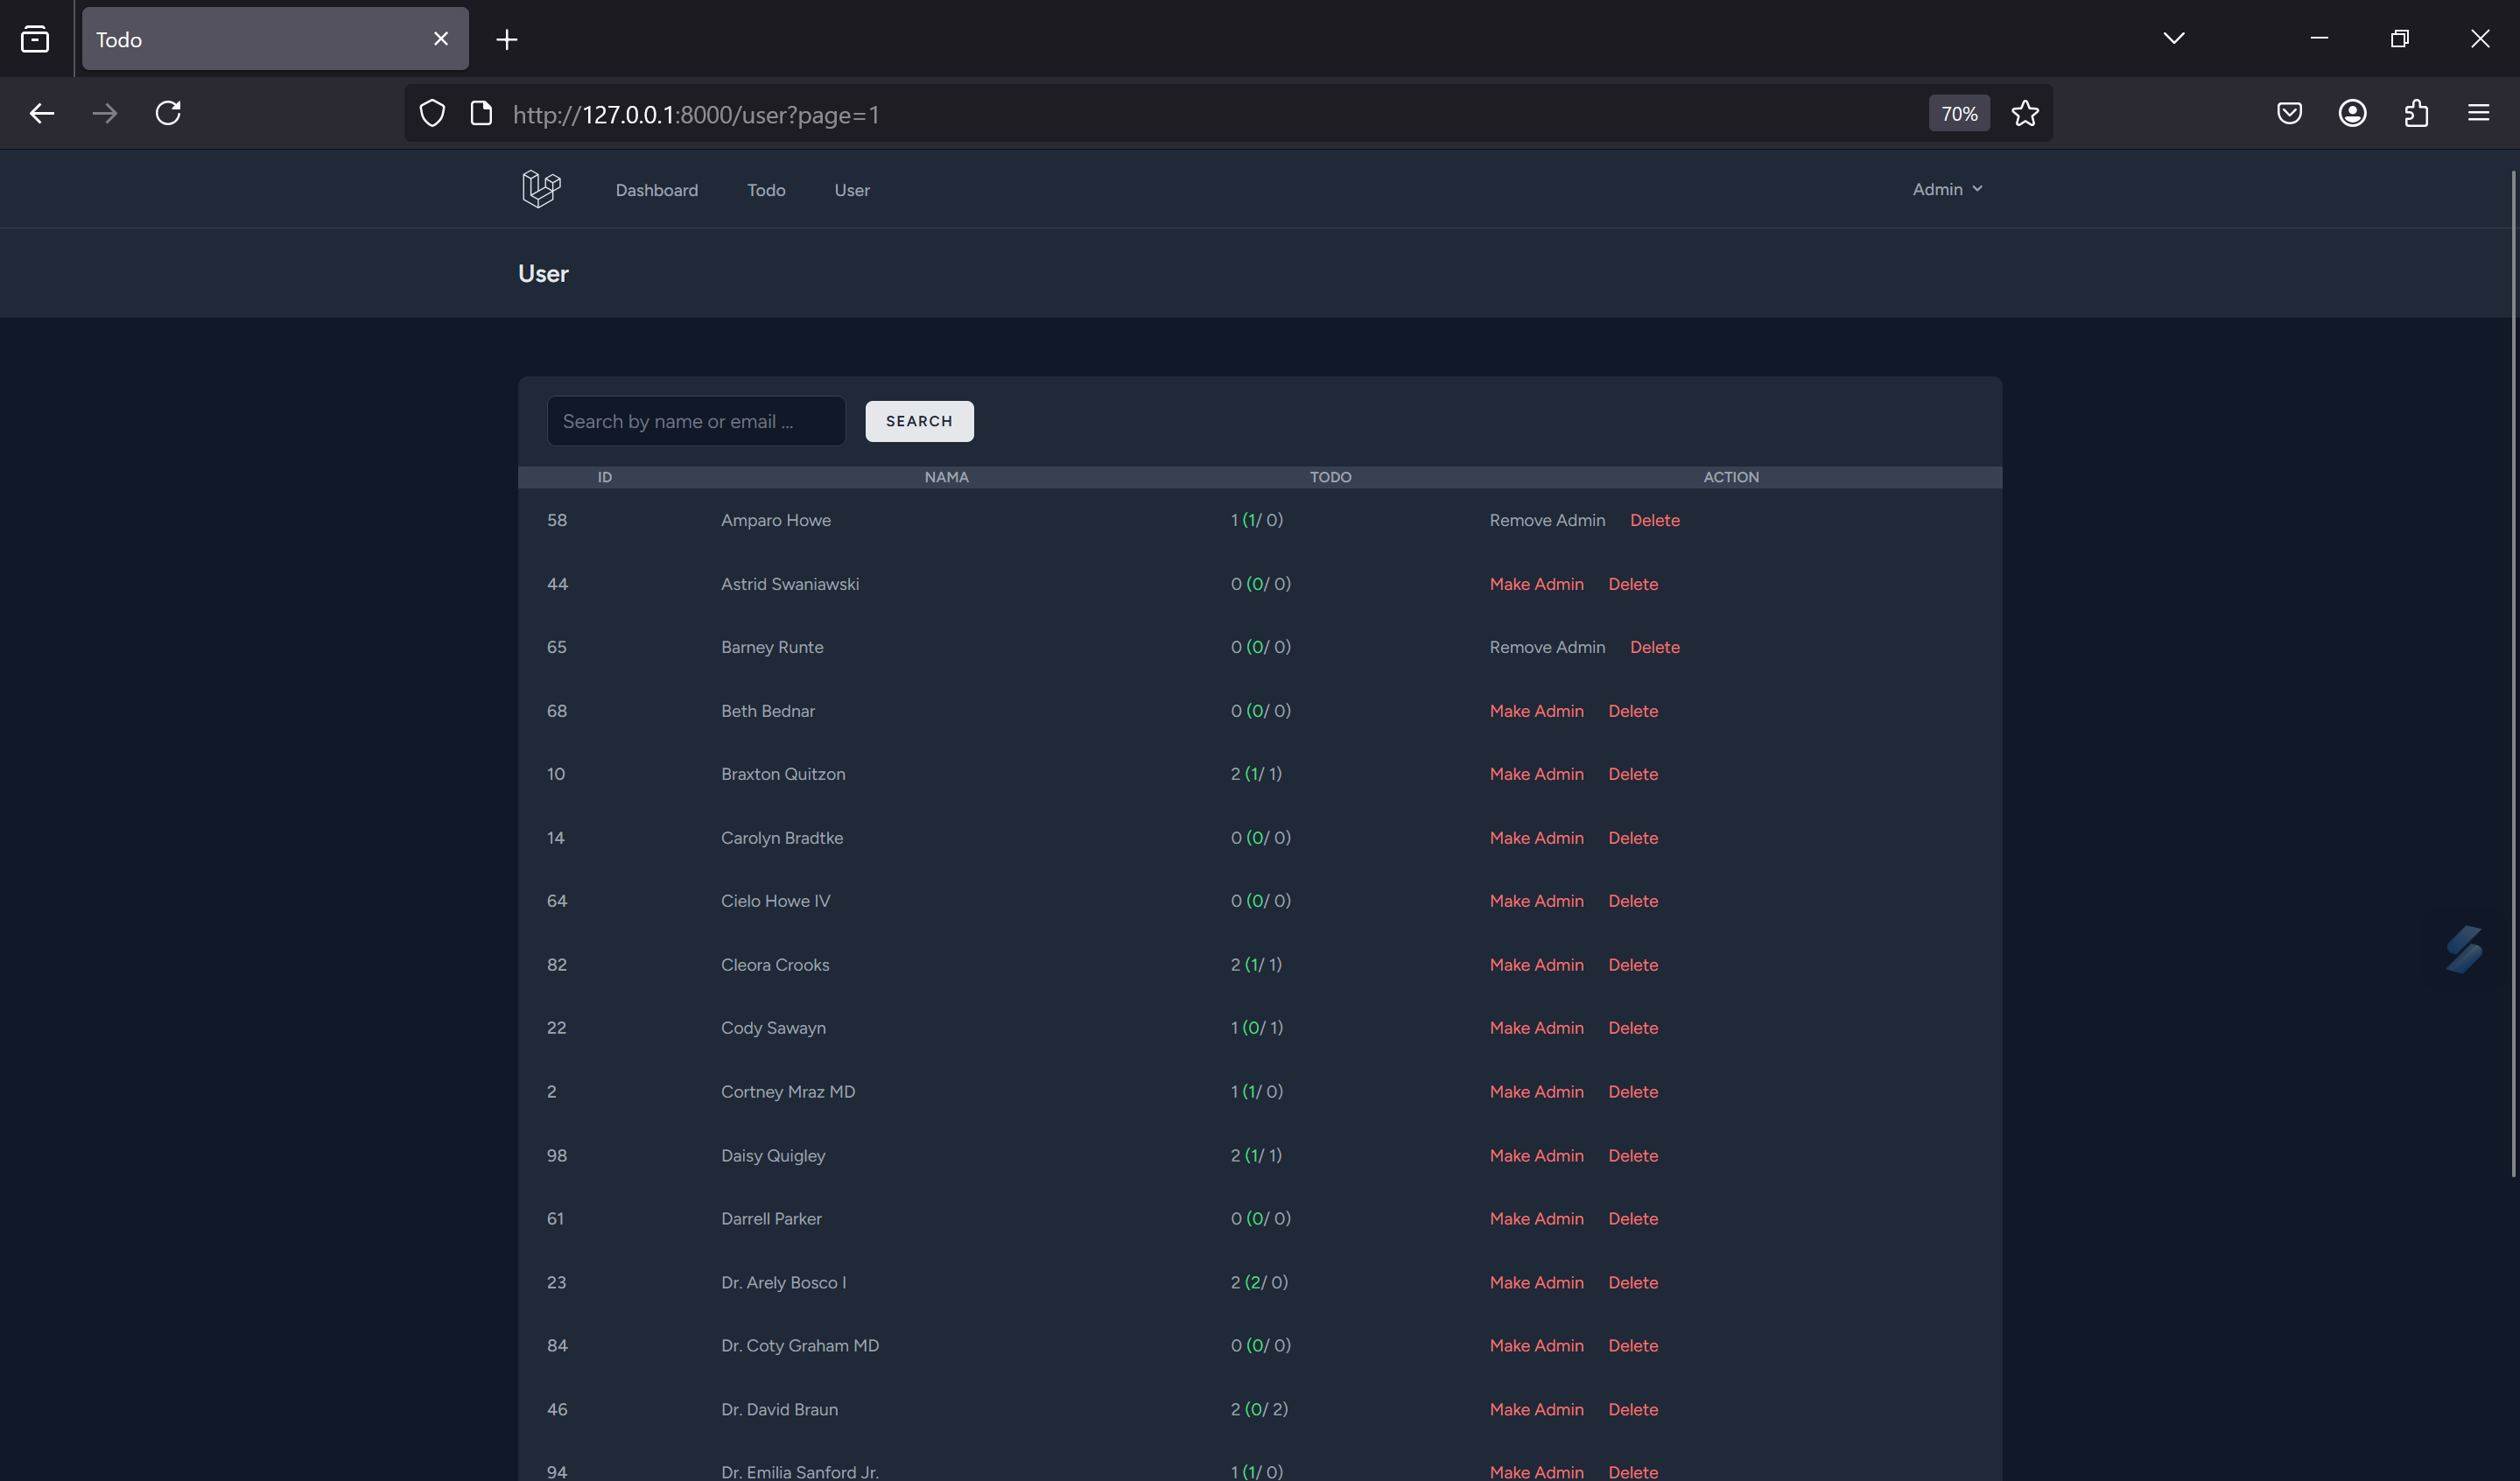 Todo
http://127.0.0.1:8000/user?page=1 70%
Dashboard Todo User Admin
User
Search by name or email ... SEARCH
ID NAMA TODO ACTION
58 Amparo Howe 1 (1/ 0) Remove Admin Delete
44 Astrid Swaniawski 0 (0/ 0) Make Admin Delete
65 Barney Runte 0 (0/ 0) Remove Admin Delete
68 Beth Bednar 0 (0/ 0) Make Admin Delete
10 Braxton Quitzon 2 (1/ 1) Make Admin Delete
14 Carolyn Bradtke 0 (0/ 0) Make Admin Delete
64 Cielo Howe IV 0 (0/ 0) Make Admin Delete
82 Cleora Crooks 2 (1/ 1) Make Admin Delete
22 Cody Sawayn 1 (0/ 1) Make Admin Delete
2 Cortney Mraz MD 1 (1/ 0) Make Admin Delete
98 Daisy Quigley 2 (1/ 1) Make Admin Delete
61 Darrell Parker 0 (0/ 0) Make Admin Delete
23 Dr. Arely Bosco I 2 (2/ 0) Make Admin Delete
84 Dr. Coty Graham MD 0 (0/ 0) Make Admin Delete
46 Dr. David Braun 2 (0/ 2) Make Admin Delete
94 Dr. Emilia Sanford Jr. 1 (1/ 0) Make Admin Delete